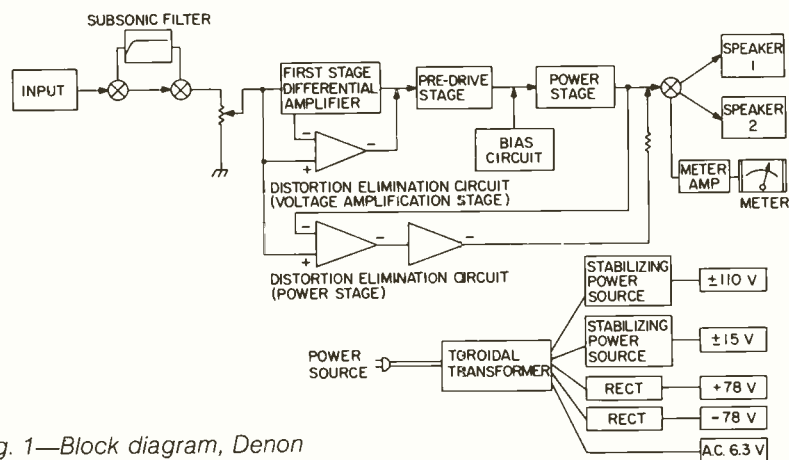 SUBSONIC FILTER
INPUT
FIRST STAGE
DIFFERENTIAL
AMPLIFIER
PRE-DRIVE
STAGE
POWER
STAGE
SPEAKER
1
SPEAKER
2
BIAS
CIRCUIT
METER
AMP
METER
−
+
−
DISTORTION ELIMINATION CIRCUIT
(VOLTAGE AMPLIFICATION STAGE)
−
+
−
−
DISTORTION ELIMINATION CIRCUIT
(POWER STAGE)
POWER
SOURCE
TOROIDAL
TRANSFORMER
STABILIZING
POWER
SOURCE
±110 V
STABILIZING
POWER
SOURCE
±15 V
RECT
+78 V
RECT
−78 V
A.C. 6.3 V
g. 1—Block diagram, Denon